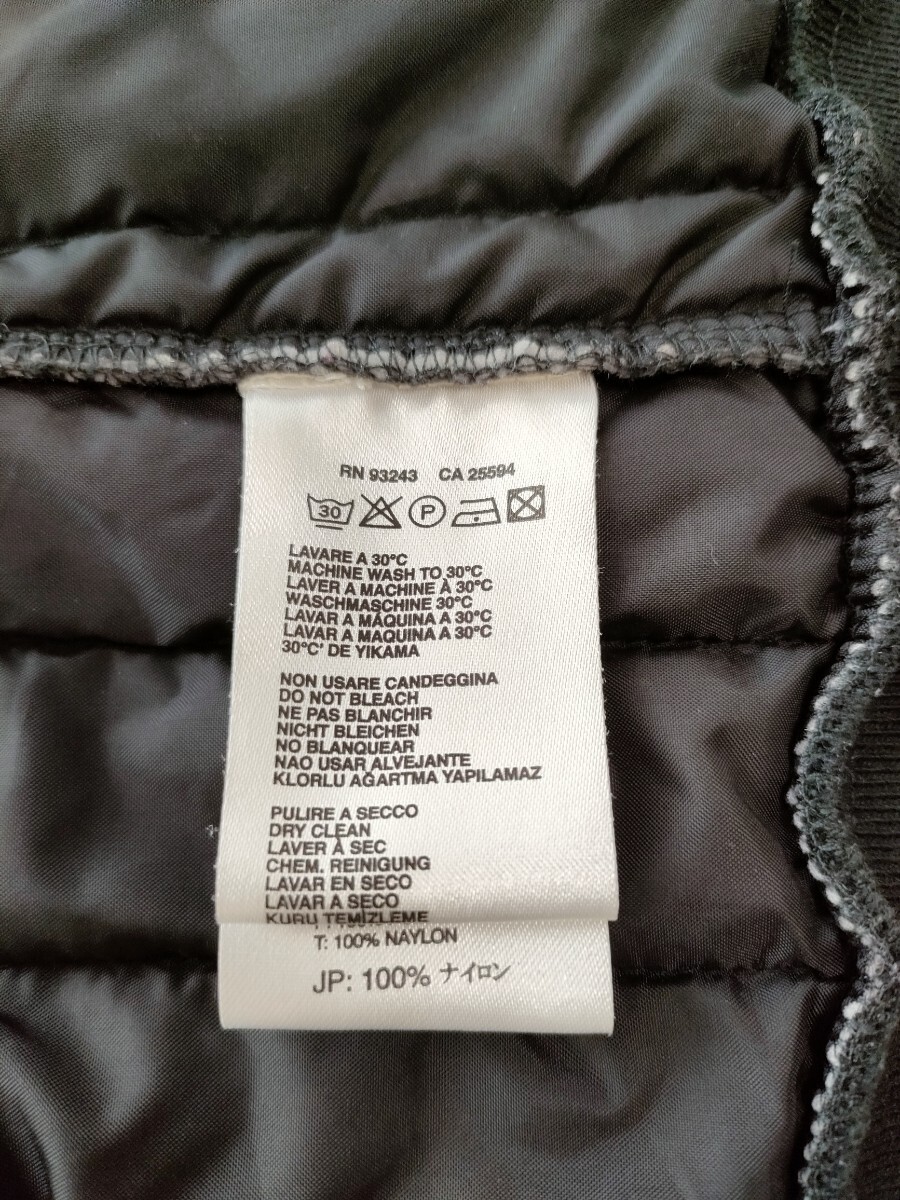 RN 93243 CA 25594
30 P
LAVARE A 30°C
MACHINE WASH TO 30°C
LAVER A MACHINE À 30°C
WASCHMASCHINE 30°C
LAVAR A MÁQUINA A 30°C
LAVAR A MAQUINA A 30°C
30°C' DE YIKAMA
NON USARE CANDEGGINA
DO NOT BLEACH
NE PAS BLANCHIR
NICHT BLEICHEN
NO BLANQUEAR
NAO USAR ALVEJANTE
KLORLU AĞARTMA YAPILAMAZ
PULIRE A SECCO
DRY CLEAN
LAVER À SEC
CHEM. REINIGUNG
LAVAR EN SECO
LAVAR A SECO
KURU TEMİZLEME
T: 100% NAYLON
JP: 100% ナイロン